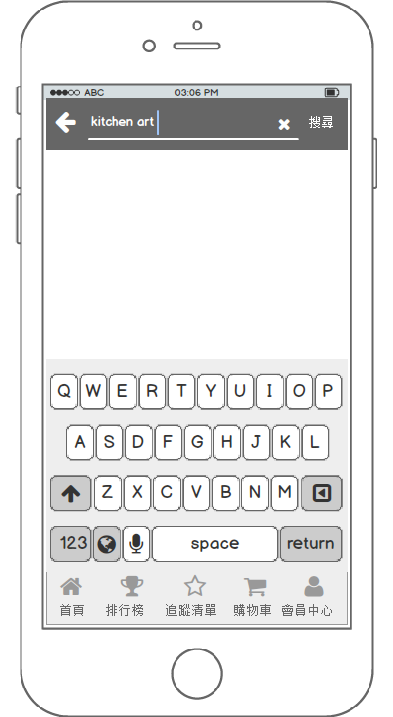 ABC 03:06 PM
kitchen art 搜尋
Q W E R T Y U I O P
A S D F G H J K L
Z X C V B N M
123 space return
首頁 排行榜 追蹤清單 購物車 會員中心